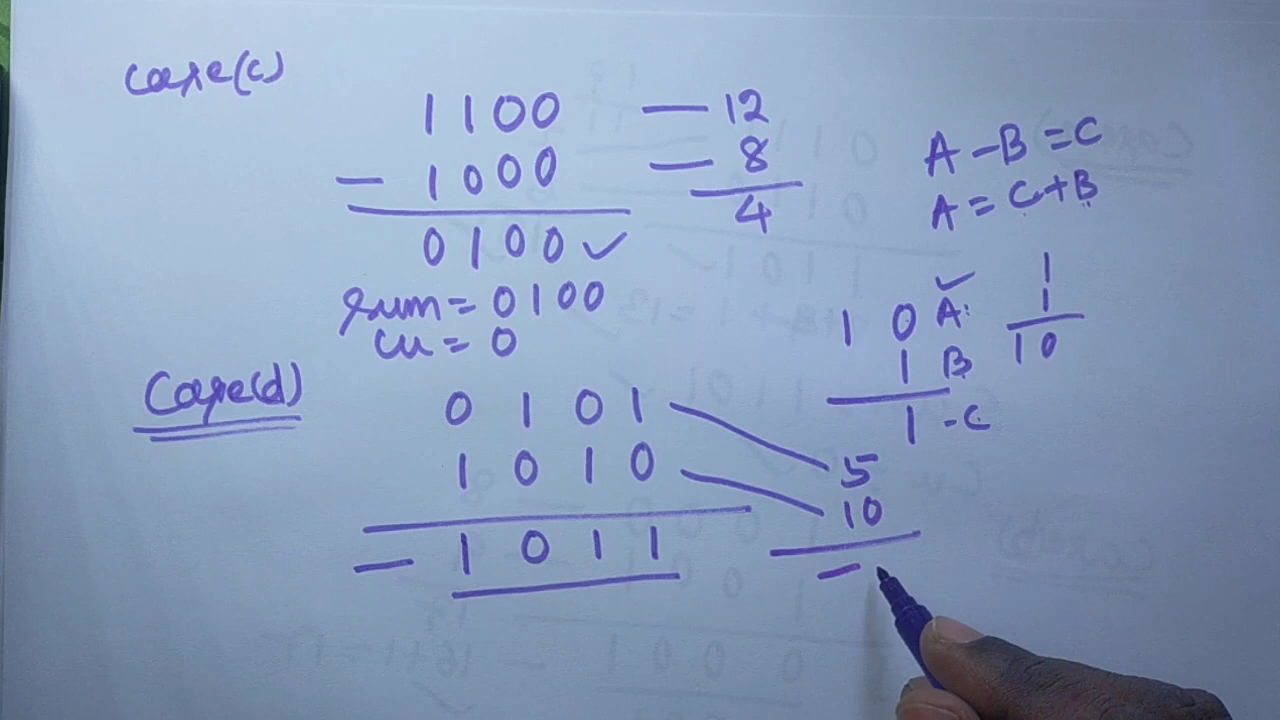 case(c)
1100 — 12
— 1000 — 8
0100 ✓ 4
sum = 0100
cu = 0
A - B = C
A = C + B
1 0 A:
1 B
1 - C
1
1
10
Case(d)
0 1 0 1
1 0 1 0
— 1 0 1 1
5
10
—